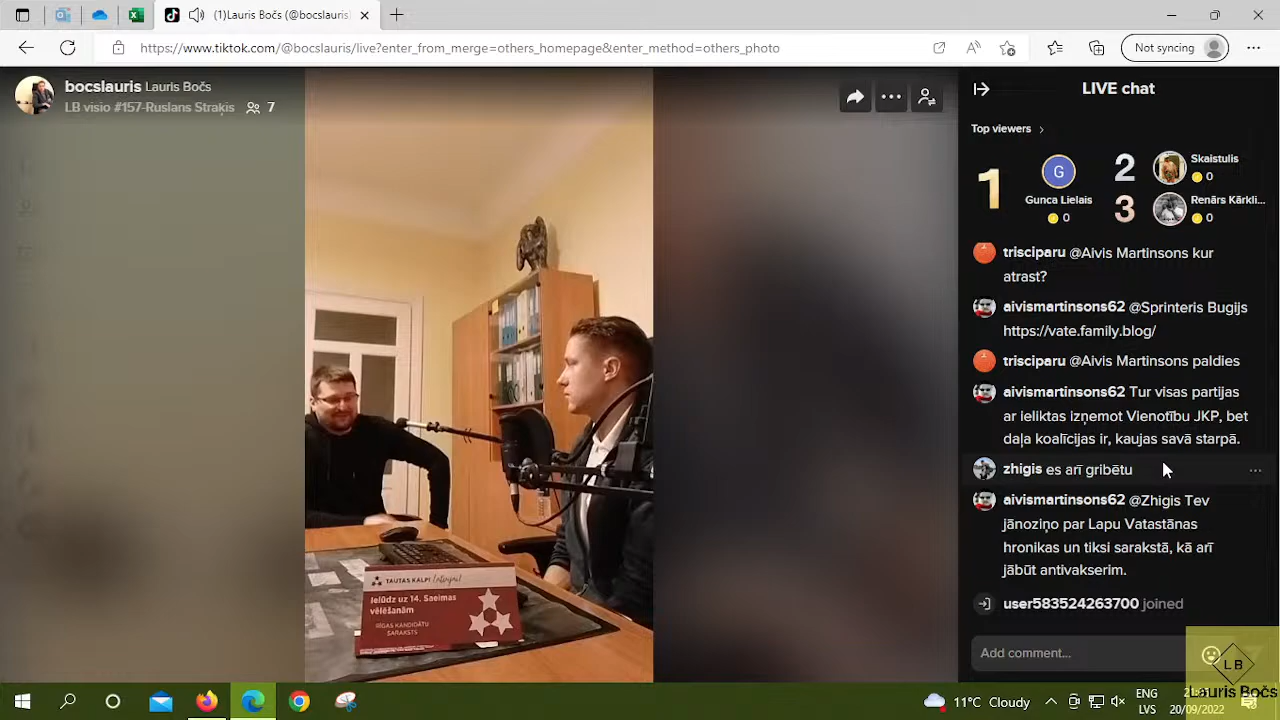 (1)Lauris Bočs (@bocslauris
https://www.tiktok.com/@bocslauris/live?enter_from_merge=others_homepage&enter_method=others_photo
Not syncing
bocslauris Lauris Bočs
LB visio #157-Ruslans Straķis 7
LIVE chat
Top viewers
1
G
Gunca Lielais
0
2
Skaistulis
0
3
Renārs Kārkli...
0
trisciparu @Aivis Martinsons kur
atrast?
aivismartinsons62 @Sprinteris Bugijs
https://vate.family.blog/
trisciparu @Aivis Martinsons paldies
aivismartinsons62 Tur visas partijas
ar ieliktas izņemot Vienotību JKP, bet
daļa koalīcijas ir, kaujas savā starpā.
zhigis es arī gribētu
aivismartinsons62 @Zhigis Tev
jānoziņo par Lapu Vatastānas
hronikas un tiksi sarakstā, kā arī
jābūt antivakserim.
user583524203700 joined
Add comment...
TAUTAS KALPI
Ielūdz uz 14. Saeimas
vēlēšanām
RĪGAS KANDIDĀTU
SARAKSTS
LB
Lauris Bočs
11°C Cloudy
ENG
LVS
20/09/2022